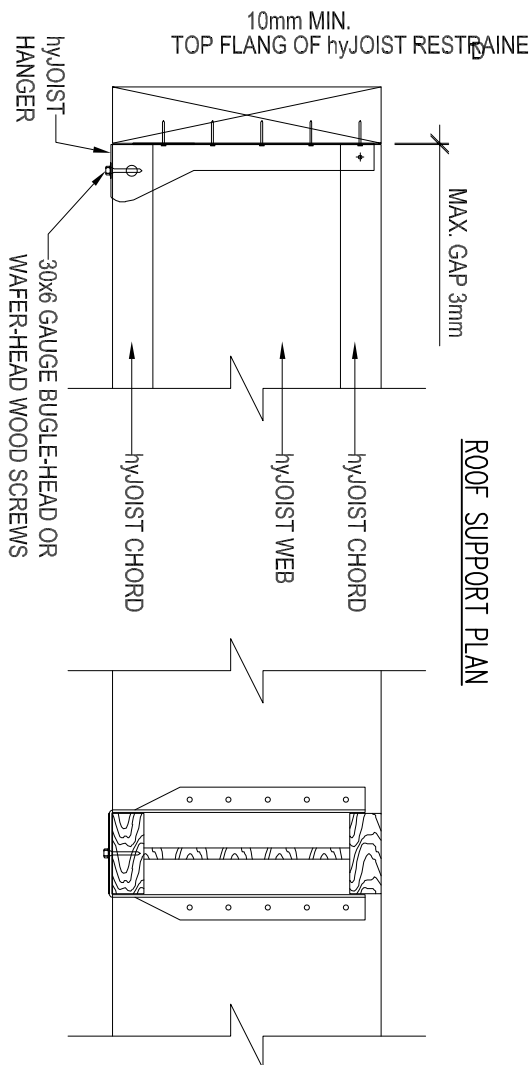 10mm MIN.
TOP FLANG OF hyJOIST RESTRAINE
D
hyJOIST
HANGER
MAX. GAP 3mm
30x6 GAUGE BUGLE-HEAD OR
WAFER-HEAD WOOD SCREWS
hyJOIST CHORD
hyJOIST WEB
hyJOIST CHORD
ROOF SUPPORT PLAN